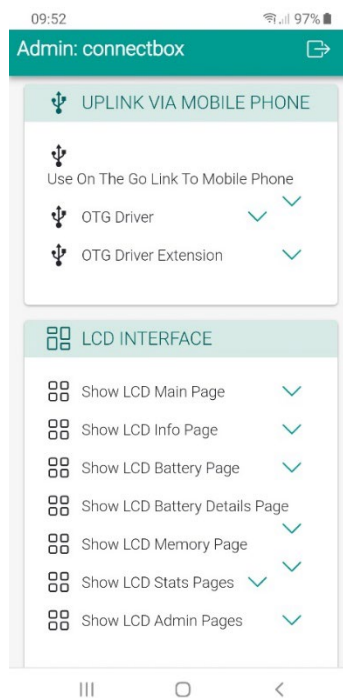 09:52
97%
Admin: connectbox
UPLINK VIA MOBILE PHONE
Use On The Go Link To Mobile Phone
OTG Driver
OTG Driver Extension
LCD INTERFACE
Show LCD Main Page
Show LCD Info Page
Show LCD Battery Page
Show LCD Battery Details Page
Show LCD Memory Page
Show LCD Stats Pages
Show LCD Admin Pages